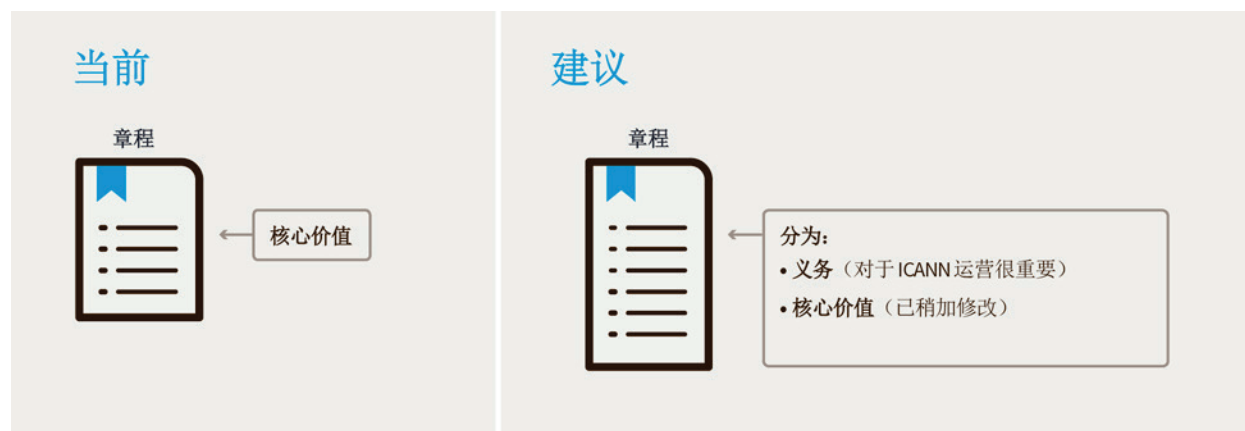 当前
章程
核心价值
建议
章程
分为:
• 义务（对于 ICANN 运营很重要）
• 核心价值（已稍加修改）